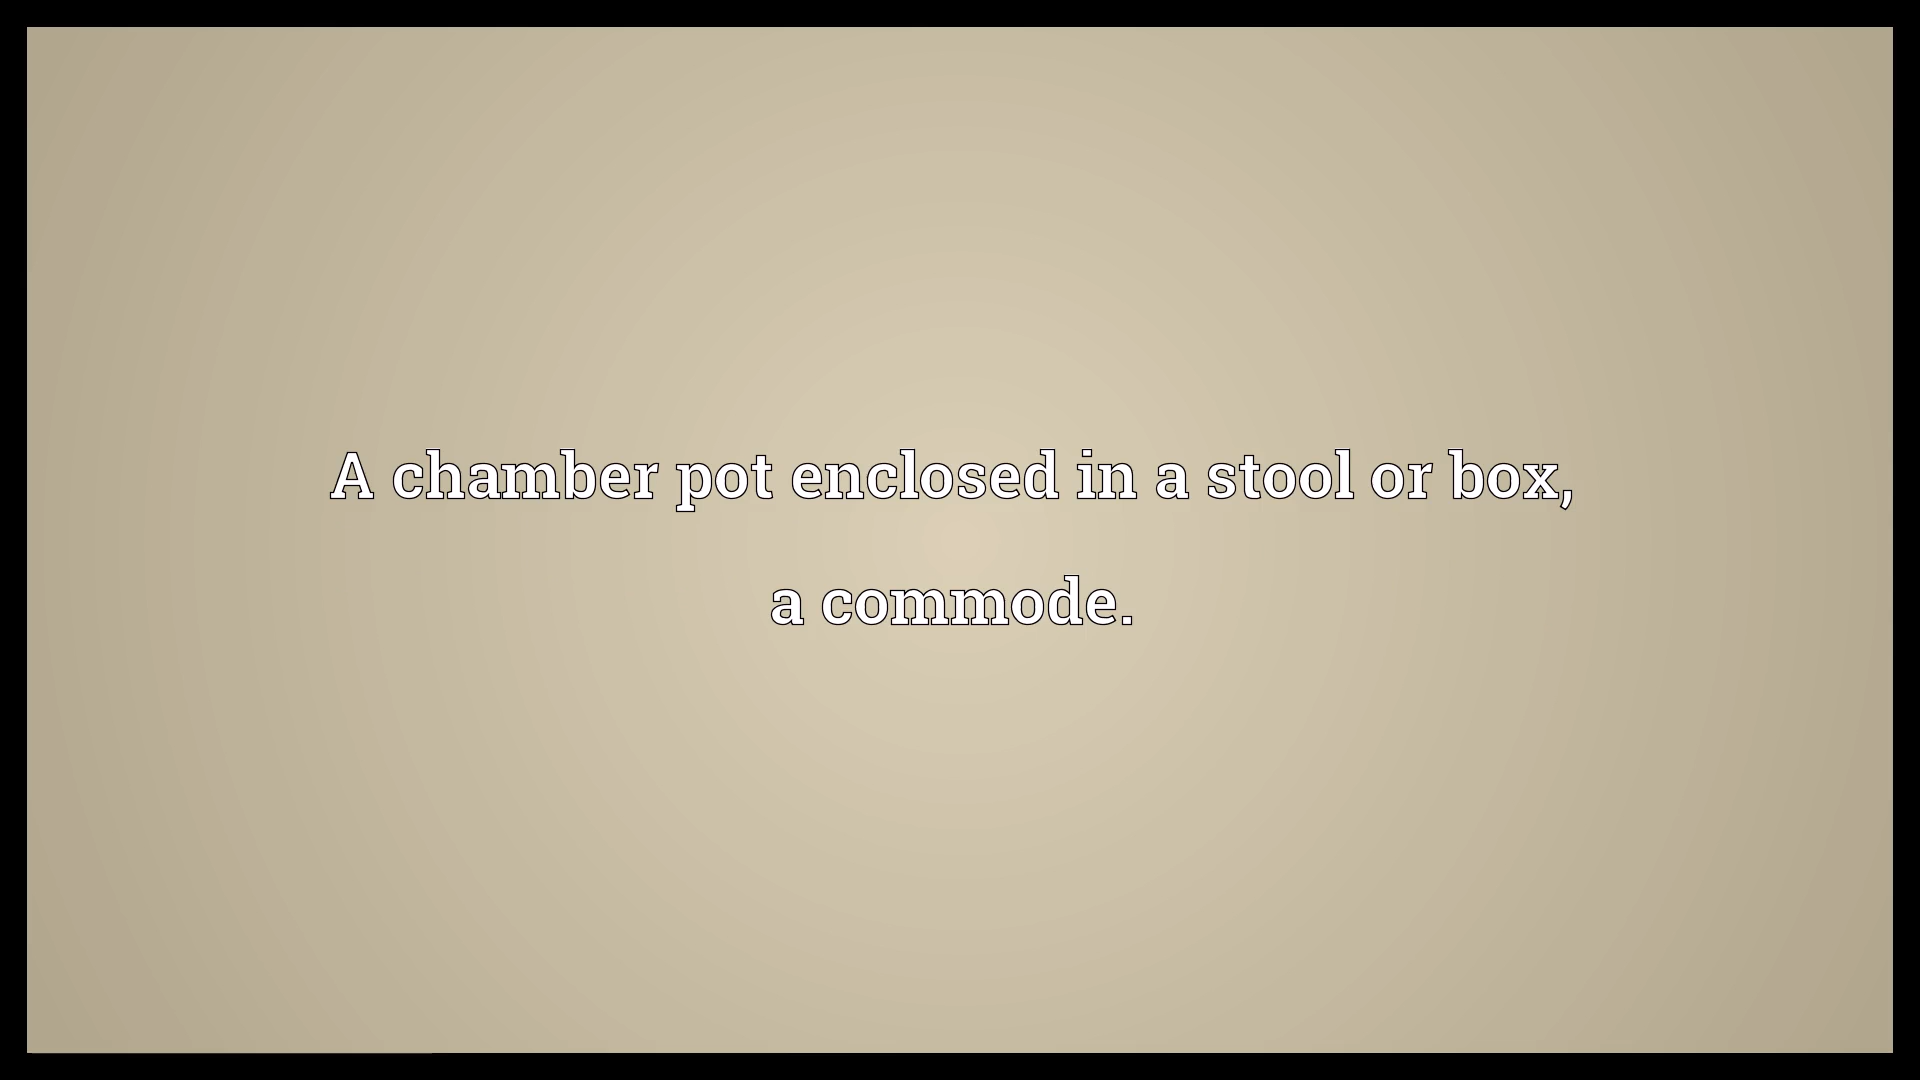 A chamber pot enclosed in a stool or box,
a commode.